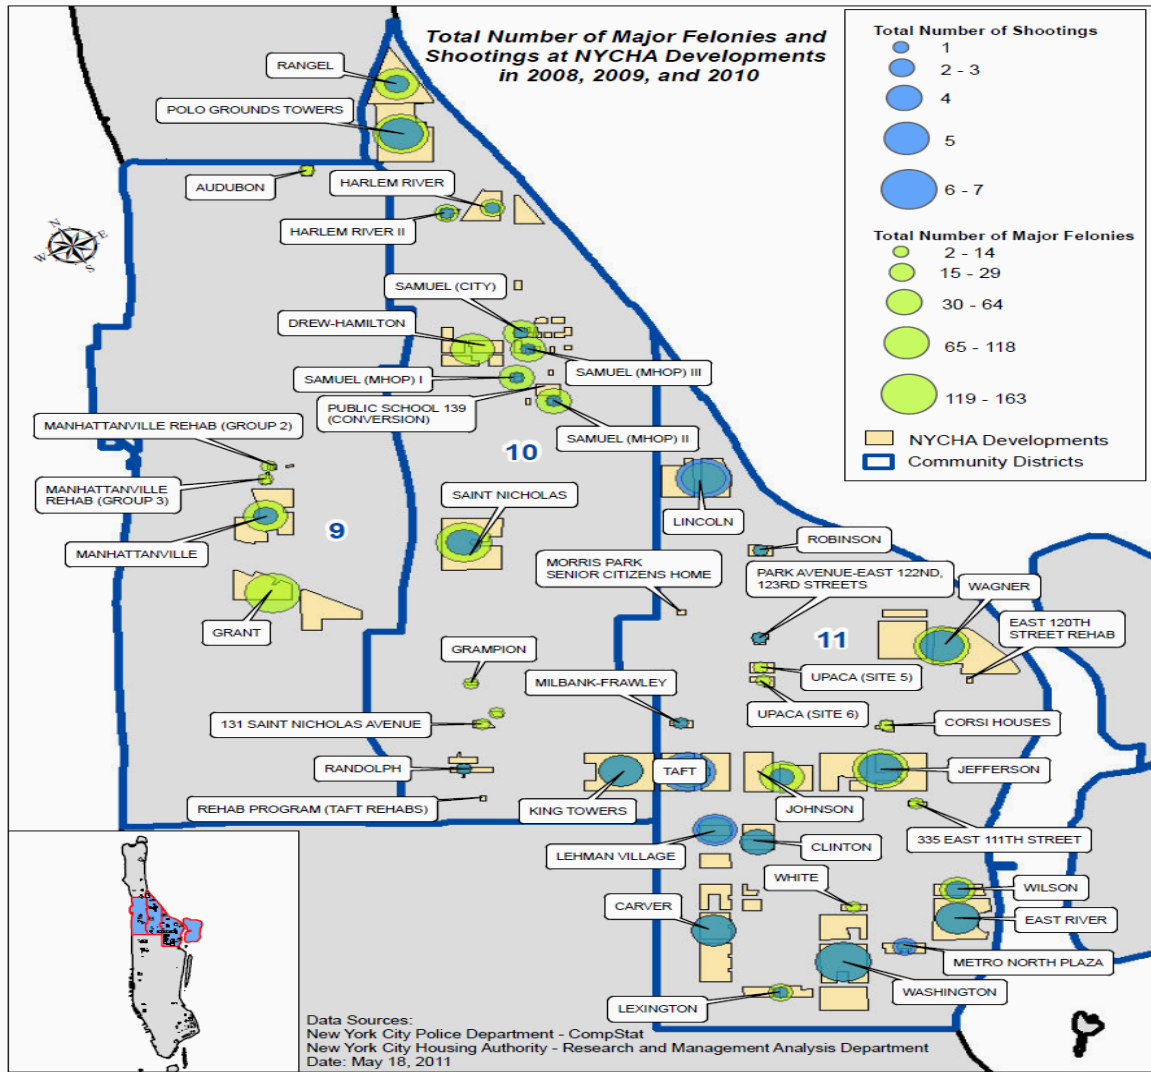 Total Number of Major Felonies and
Shootings at NYCHA Developments
in 2008, 2009, and 2010
Total Number of Shootings
1
2 - 3
4
5
6 - 7
Total Number of Major Felonies
2 - 14
15 - 29
30 - 64
65 - 118
119 - 163
NYCHA Developments
Community Districts
RANGEL
POLO GROUNDS TOWERS
AUDUBON
HARLEM RIVER
HARLEM RIVER II
N
E
W
S
SAMUEL (CITY)
DREW-HAMILTON
SAMUEL (MHOP) III
SAMUEL (MHOP) I
PUBLIC SCHOOL 139
(CONVERSION)
SAMUEL (MHOP) II
MANHATTANVILLE REHAB (GROUP 2)
10
MANHATTANVILLE
REHAB (GROUP 3)
SAINT NICHOLAS
LINCOLN
9
MANHATTANVILLE
ROBINSON
MORRIS PARK
SENIOR CITIZENS HOME
PARK AVENUE-EAST 122ND,
123RD STREETS
WAGNER
GRANT
EAST 120TH
STREET REHAB
11
GRAMPION
UPACA (SITE 5)
MILBANK-FRAWLEY
UPACA (SITE 6)
131 SAINT NICHOLAS AVENUE
CORSI HOUSES
RANDOLPH
TAFT
JEFFERSON
REHAB PROGRAM (TAFT REHABS)
KING TOWERS
JOHNSON
335 EAST 111TH STREET
LEHMAN VILLAGE
CLINTON
WHITE
WILSON
CARVER
EAST RIVER
METRO NORTH PLAZA
WASHINGTON
LEXINGTON
Data Sources:
New York City Police Department - CompStat
New York City Housing Authority - Research and Management Analysis Department
Date: May 18, 2011